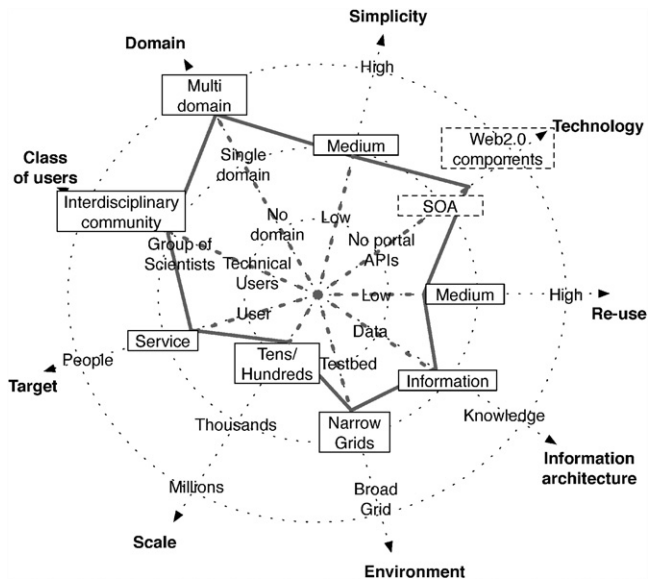 Simplicity
Domain
High
Multi
domain
Technology
Web2.0
components
Medium
Class
of users
Single
domain
Interdisciplinary
community
SOA
No
domain
Low
Group of
Scientists
No portal
APIs
Technical
Users
Low
Medium
High
User
Re-use
Data
Service
People
Tens/
Hundreds
Testbed
Information
Target
Thousands
Narrow
Grids
Knowledge
Information
architecture
Millions
Broad
Grid
Scale
Environment